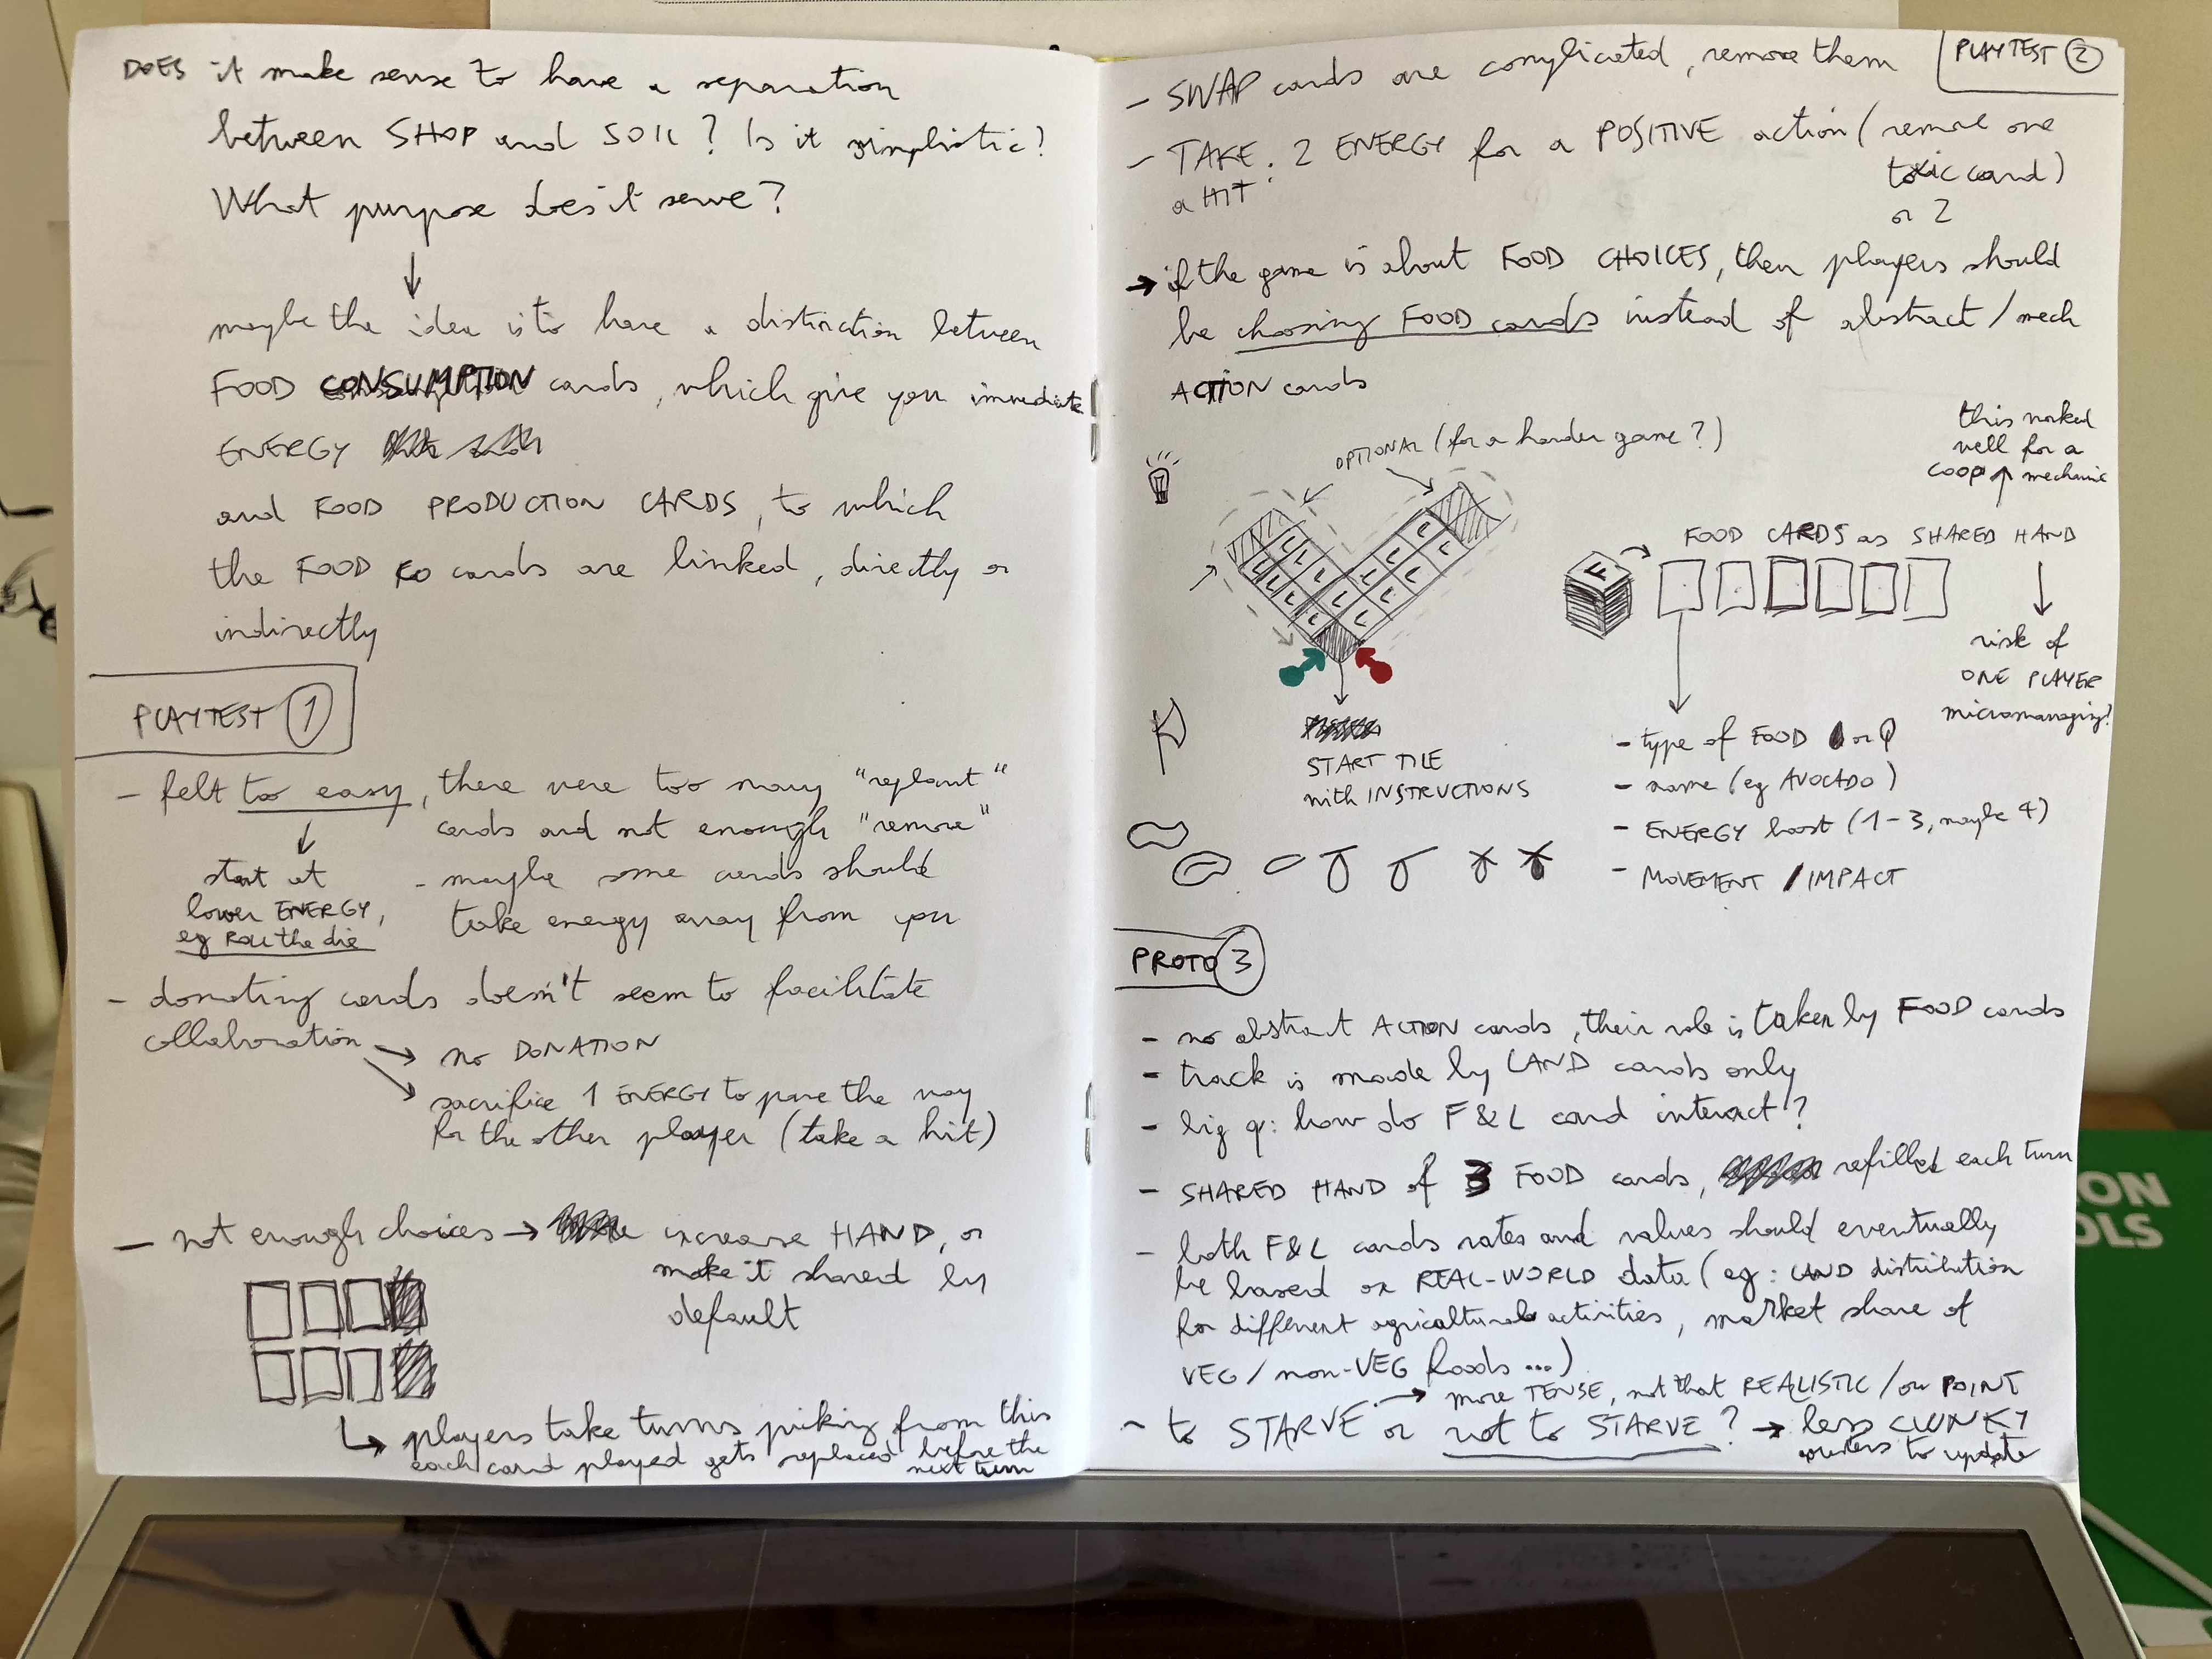 DOES it make sense to have a separation
between SHOP and SOIL? Is it simplistic?
What purpose does it serve?
maybe the idea is to have a distinction between
FOOD CONSUMPTION cards, which give you immediate
ENERGY
and FOOD PRODUCTION CARDS, to which
the FOOD CO cards are linked, directly or
indirectly
PLAYTEST 1
- felt too easy, there were too many "replant"
cards and not enough "remove"
start at
lower ENERGY,
eg ROLL the die
- maybe some cards should
take energy away from you
- donating cards doesn't seem to facilitate
collaboration
→ no DONATION
→ sacrifice 1 ENERGY to pave the way
for the other player (take a hit)
- not enough choices → increase HAND, or
make it shared by
default
players take turns picking from this
each card played gets replaced before the
next turn
PLAYTEST 2
- SWAP cards are complicated, remove them
- TAKE a HIT: 2 ENERGY for a POSITIVE action (remove one
toxic card)
or 2
→ if the game is about FOOD CHOICES, then players should
be choosing FOOD cards instead of abstract/mech
ACTION cards
OPTIONAL (for a harder game?)
this worked
well for a
COOP mechanic
FOOD CARDS as SHARED HAND
F
L L L L L L L L L L L L L
risk of
ONE PLAYER
micromanaging?
START TILE
with INSTRUCTIONS
- type of FOOD or
- name (eg AVOCADO)
- ENERGY boost (1-3, maybe 4)
- MOVEMENT / IMPACT
PROTO 3
- no abstract ACTION cards, their role is taken by FOOD cards
- track is made by LAND cards only
- big q: how do F&L card interact?
- SHARED HAND of 3 FOOD cards, refilled each turn
- both F&L cards rates and values should eventually
be based on REAL-WORLD data (eg: LAND distribution
for different agricultural activities, market share of
VEG/non-VEG foods...)
→ more TENSE, not that REALISTIC/on POINT
- to STARVE or not to STARVE? → less CLUNKY
counters to update
ON
OLS